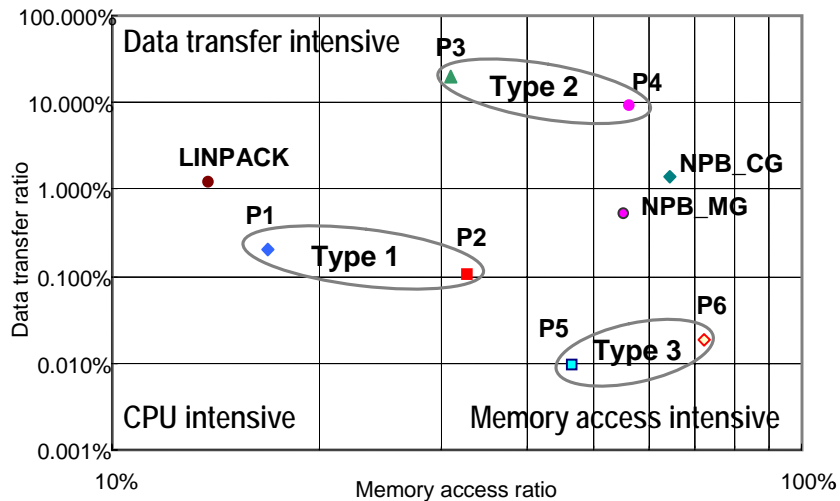 100.000%
Data transfer intensive
P3
Type 2
P4
10.000%
LINPACK
NPB_CG
1.000%
NPB_MG
P1
Type 1
P2
0.100%
P5
Type 3
P6
0.010%
CPU intensive
Memory access intensive
0.001%
10%
100%
Memory access ratio
Data transfer ratio